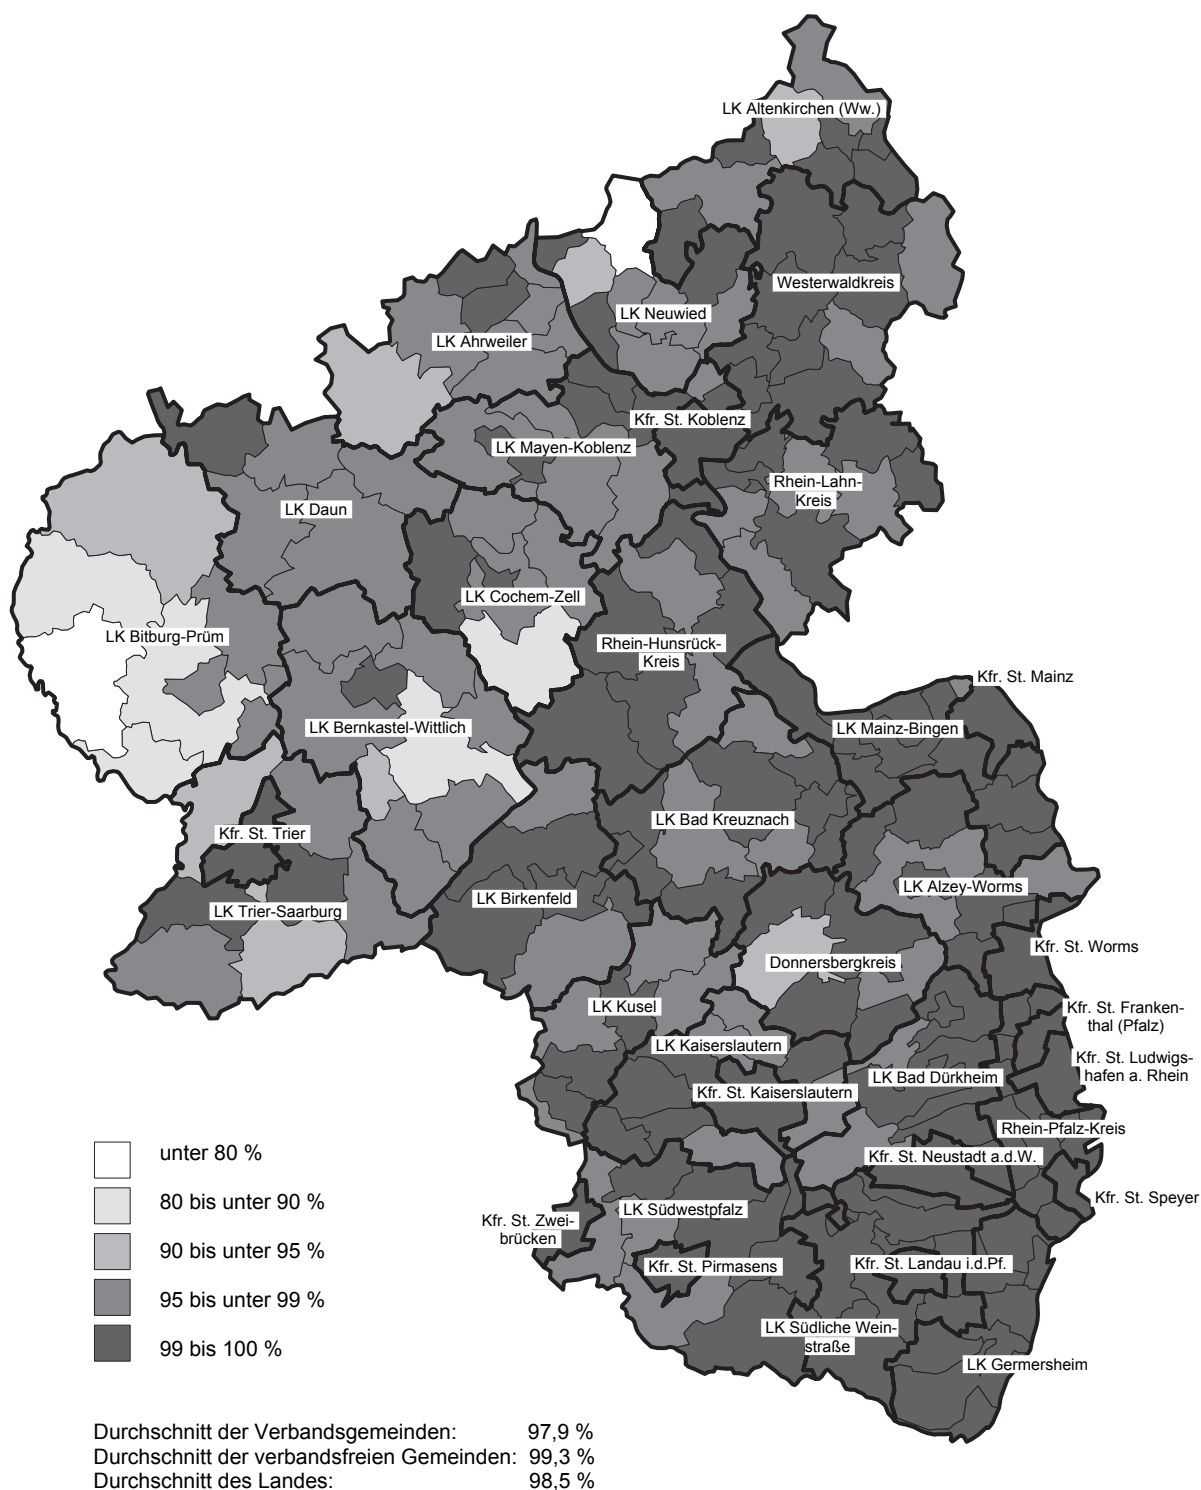 LK Altenkirchen (Ww.)
Westerwaldkreis
LK Neuwied
LK Ahrweiler
Kfr. St. Koblenz
LK Mayen-Koblenz
Rhein-Lahn-
Kreis
LK Daun
LK Cochem-Zell
LK Bitburg-Prüm
Rhein-Hunsrück-
Kreis
Kfr. St. Mainz
LK Bernkastel-Wittlich
LK Mainz-Bingen
LK Bad Kreuznach
Kfr. St. Trier
LK Alzey-Worms
LK Birkenfeld
LK Trier-Saarburg
Kfr. St. Worms
Donnersbergkreis
LK Kusel
Kfr. St. Franken-
thal (Pfalz)
LK Kaiserslautern
Kfr. St. Ludwigs-
hafen a. Rhein
LK Bad Dürkheim
Kfr. St. Kaiserslautern
Rhein-Pfalz-Kreis
Kfr. St. Neustadt a.d.W.
Kfr. St. Speyer
LK Südwestpfalz
Kfr. St. Zwei-
brücken
Kfr. St. Pirmasens
Kfr. St. Landau i.d.Pf.
LK Südliche Wein-
straße
LK Germersheim
unter 80 %
80 bis unter 90 %
90 bis unter 95 %
95 bis unter 99 %
99 bis 100 %
Durchschnitt der Verbandsgemeinden: 97,9 %
Durchschnitt der verbandsfreien Gemeinden: 99,3 %
Durchschnitt des Landes: 98,5 %